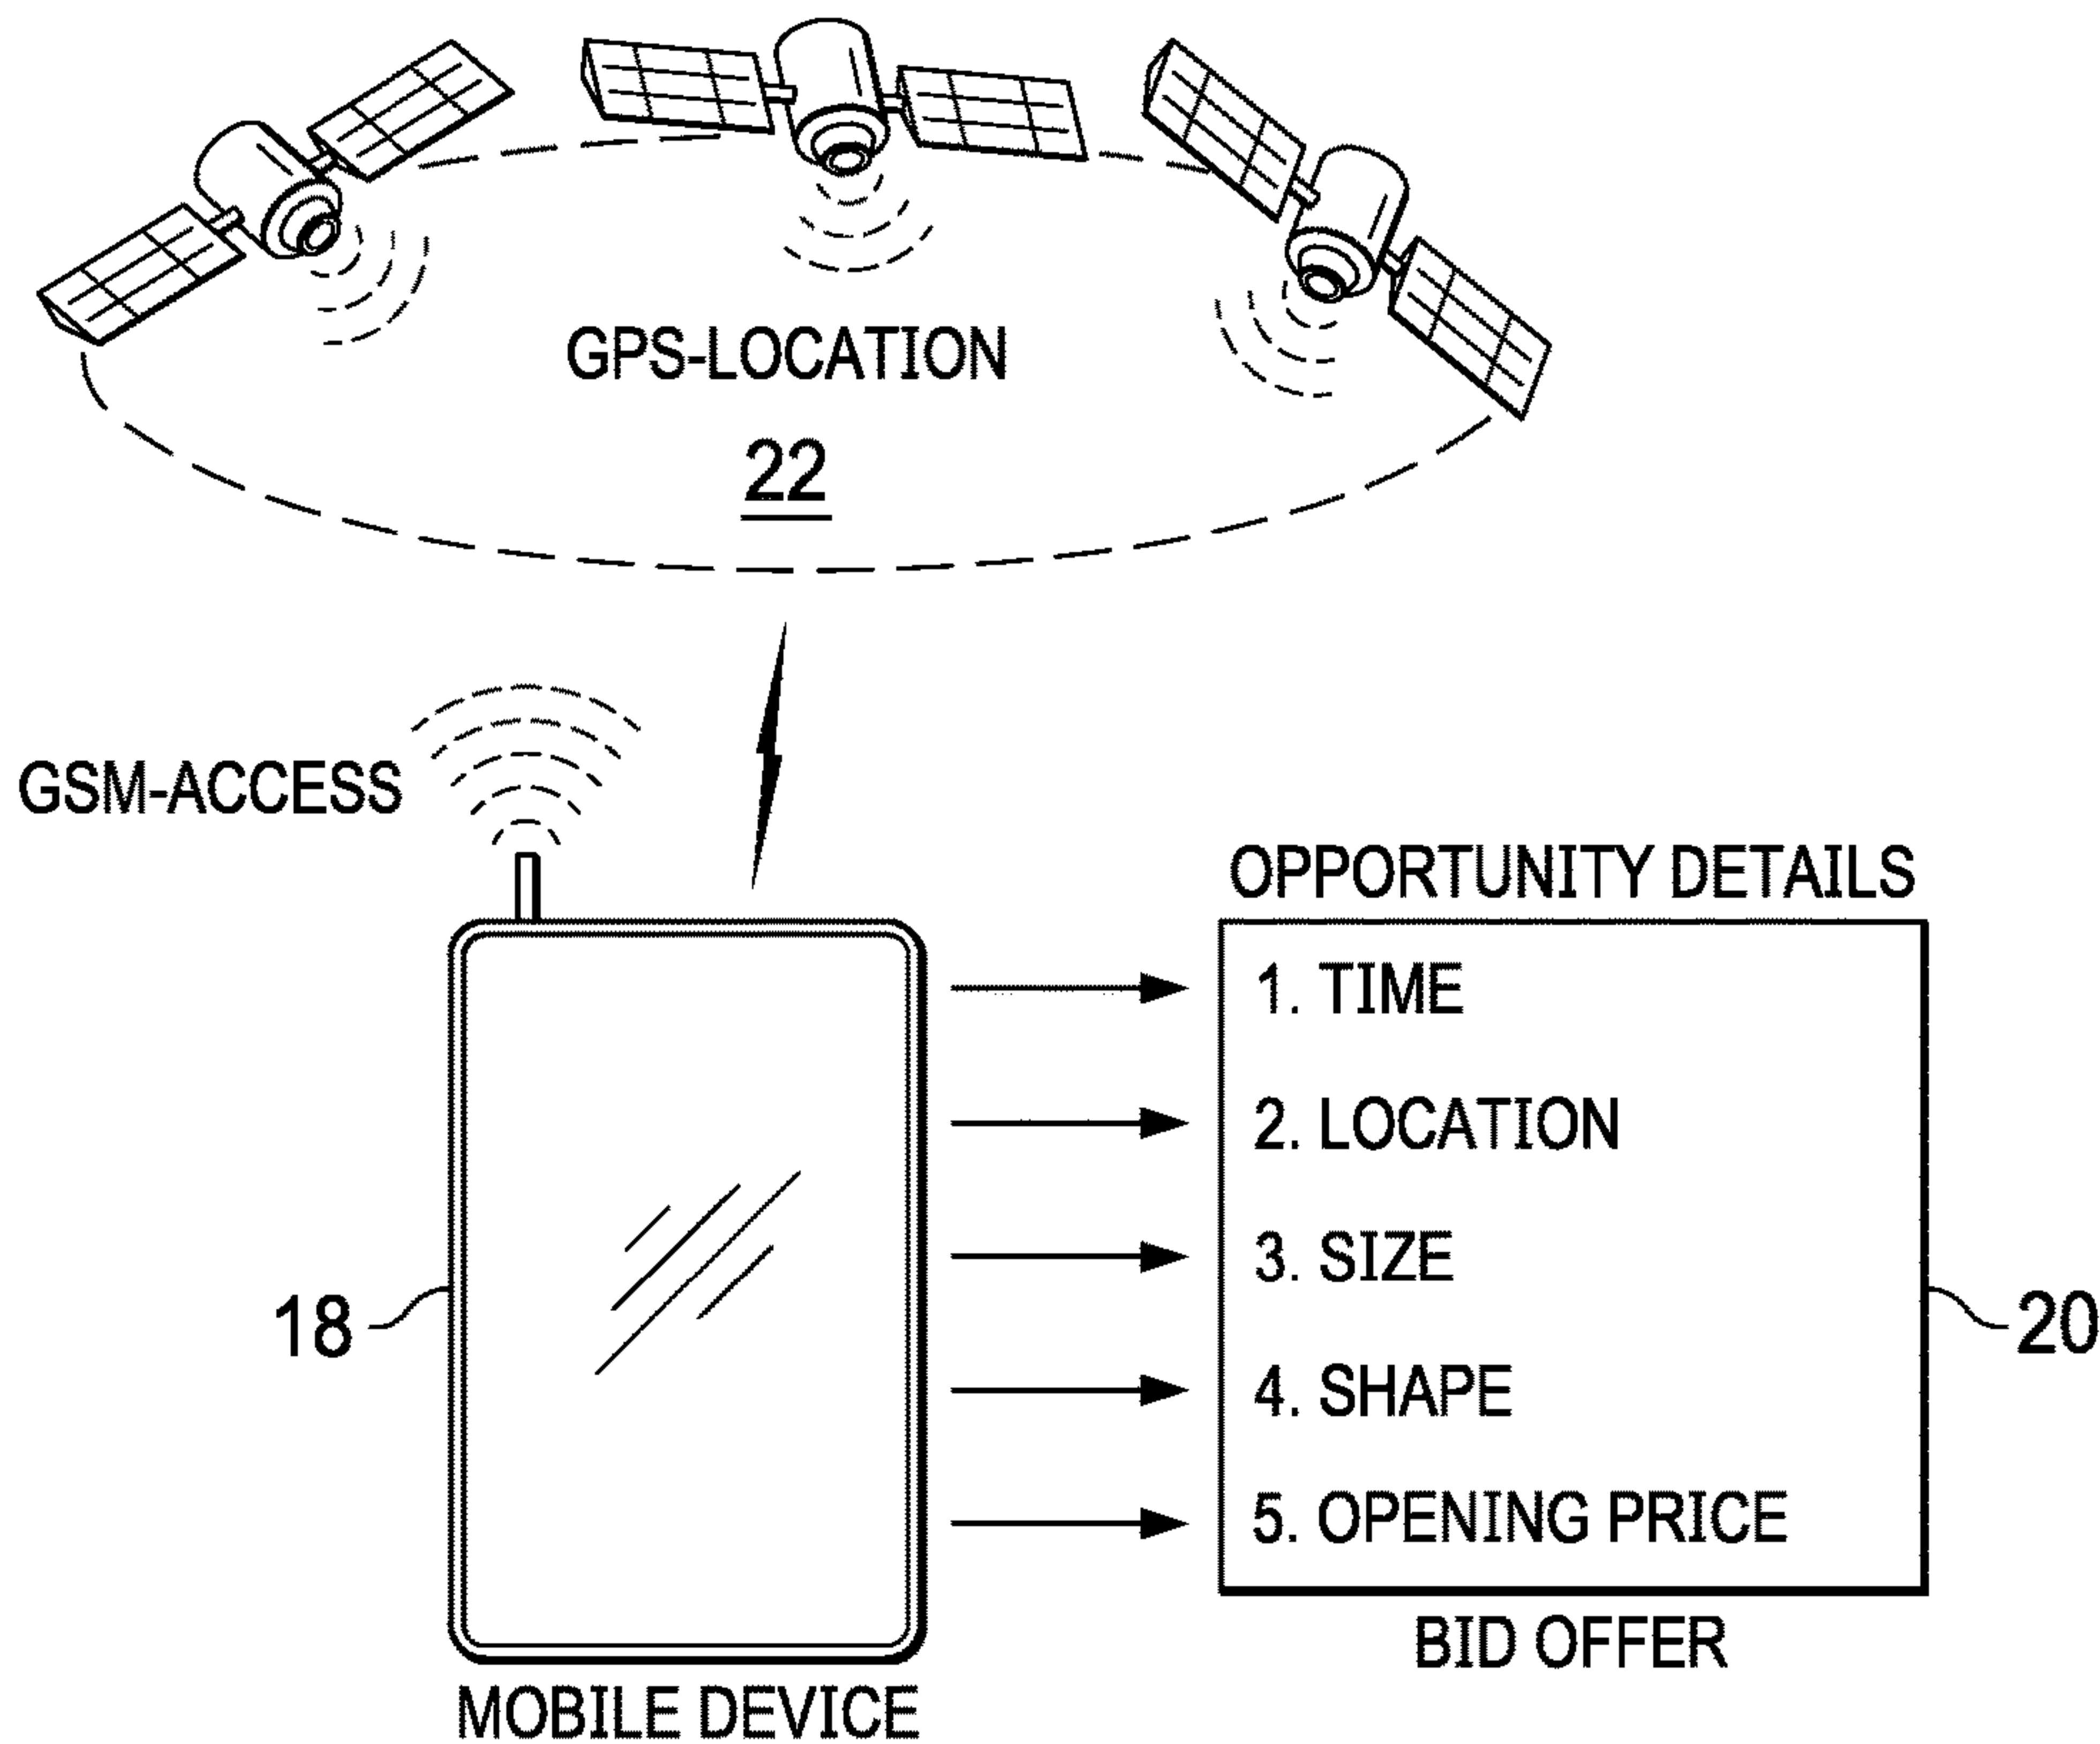 GPS-LOCATION
22
GSM-ACCESS
OPPORTUNITY DETAILS
1. TIME
2. LOCATION
3. SIZE
4. SHAPE
5. OPENING PRICE
18
20
BID OFFER
MOBILE DEVICE